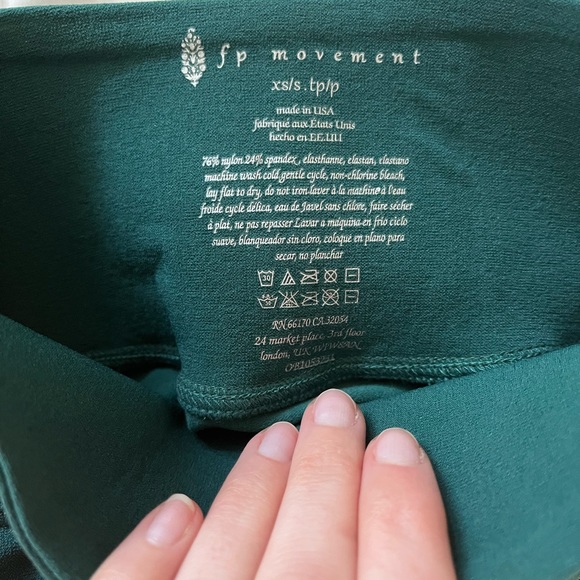 fp movement
xs/s . tp/p
made in USA
fabriqué aux États Unis
hecho en EE.UU
76% nylon 24% spandex, elasthanne, elastan, elastano
machine wash cold gentle cycle, non-chlorine bleach,
lay flat to dry, do not iron laver à la machine à l'eau
froide cycle délica, eau de Javel sans chlore, faire sécher
à plat, ne pas repasser Lavar a máquina en frío ciclo
suave, blanqueador sin cloro, coloque en plano para
secar, no planchar
30
RN 66170 CA 32054
24 market place, 3rd floor
london, UK